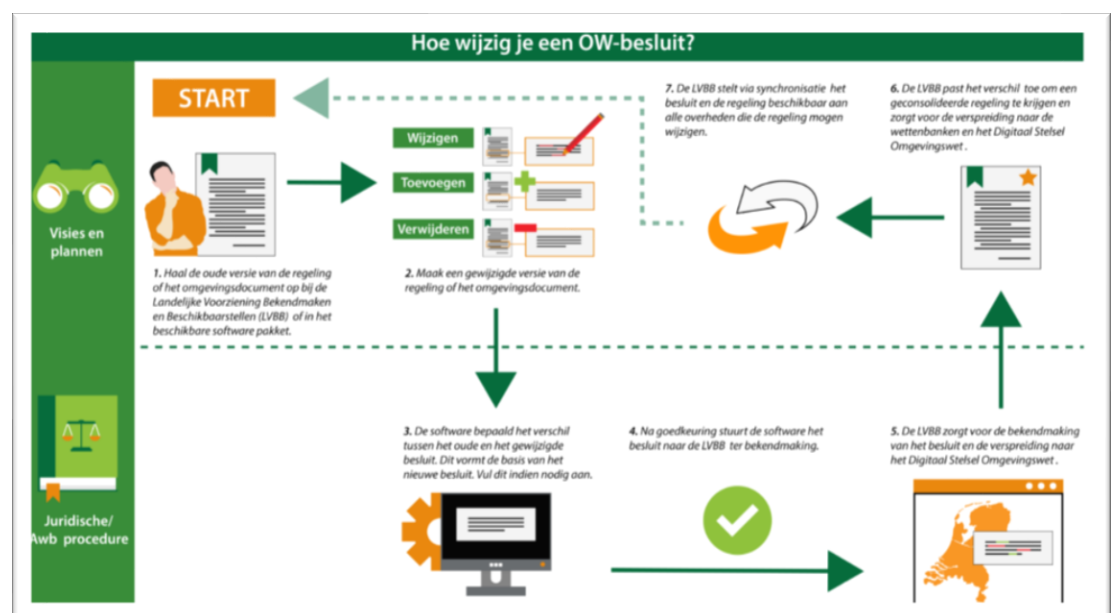 Hoe wijzig je een OW-besluit?
START
Visies en
plannen
1. Haal de oude versie van de regeling
of het omgevingsdocument op bij de
Landelijke Voorziening Bekendmaken
en Beschikbaarstellen (LVBB) of in het
beschikbare software pakket.
Wijzigen
Toevoegen
Verwijderen
2. Maak een gewijzigde versie van de
regeling of het omgevingsdocument.
7. De LVBB stelt via synchronisatie het
besluit en de regeling beschikbaar aan
alle overheden die de regeling mogen
wijzigen.
6. De LVBB past het verschil toe om een
geconsolideerde regeling te krijgen en
zorgt voor de verspreiding naar de
wettenbanken en het Digitaal Stelsel
Omgevingswet .
Juridische/
Awb procedure
3. De software bepaald het verschil
tussen het oude en het gewijzigde
besluit. Dit vormt de basis van het
nieuwe besluit. Vul dit indien nodig aan.
4. Na goedkeuring stuurt de software het
besluit naar de LVBB ter bekendmaking.
5. De LVBB zorgt voor de bekendmaking
van het besluit en de verspreiding naar
het Digitaal Stelsel Omgevingswet .